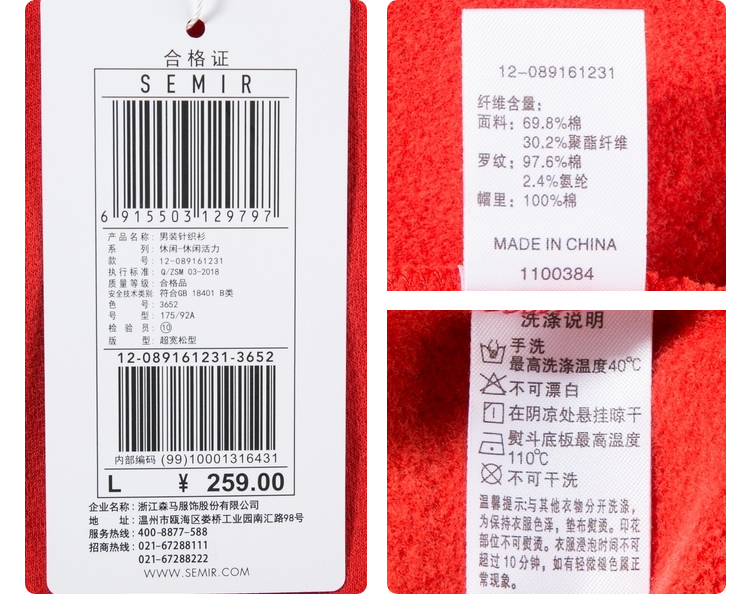 合格证
SEMIR
6 915503 129797
产品名称: 男装针织衫
系 列: 休闲-休闲活力
款 号: 12-089161231
执行标准: Q/ZSM 03-2018
质量等级: 合格品
安全技术类别: 符合GB 18401 B类
色 号: 3652
号 型: 175/92A
检 验 员: ⑩
版 型: 超宽松型
12-089161231-3652
内部编码 (99)10001316431
L ¥ 259.00
企业名称: 浙江森马服饰股份有限公司
地 址: 温州市瓯海区娄桥工业园南汇路98号
服务热线: 400-8877-588
招商热线: 021-67288111
021-67288222
WWW.SEMIR.COM
12-089161231
纤维含量:
面料: 69.8%棉
30.2%聚酯纤维
罗纹: 97.6%棉
2.4%氨纶
帽里: 100%棉
MADE IN CHINA
1100384
洗涤说明
手洗
最高洗涤温度40℃
不可漂白
在阴凉处悬挂晾干
熨斗底板最高温度
110℃
不可干洗
温馨提示:与其他衣物分开洗涤,
为保持衣服色泽,垫布熨烫。印花
部位不可熨烫。衣服浸泡时间不可
超过10分钟,如有轻微褪色属正
常现象。